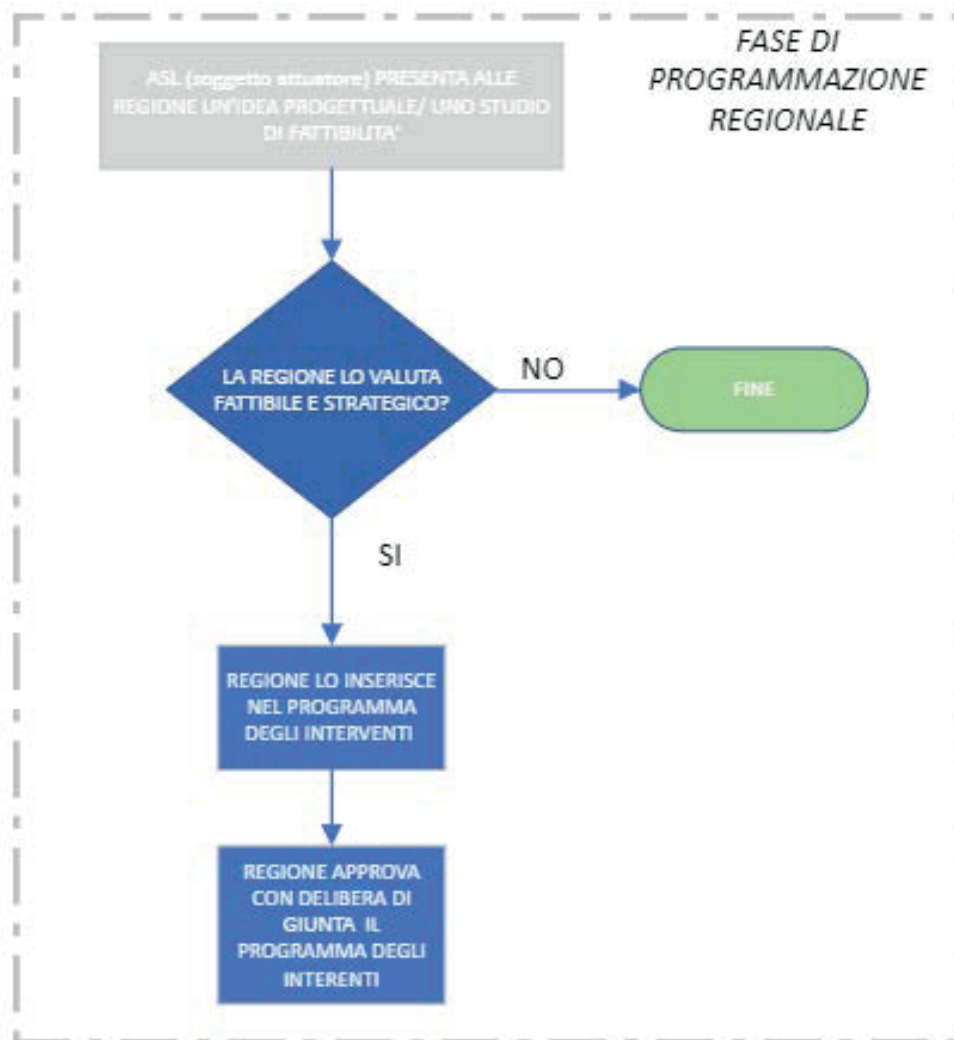 FASE DI
PROGRAMMAZIONE
REGIONALE
ASL (soggetto attuatore) PRESENTA ALLE
REGIONE UN'IDEA PROGETTUALE/ UNO STUDIO
DI FATTIBILITA'
LA REGIONE LO VALUTA
FATTIBILE E STRATEGICO?
NO
FINE
SI
REGIONE LO INSERISCE
NEL PROGRAMMA
DEGLI INTERVENTI
REGIONE APPROVA
CON DELIBERA DI
GIUNTA IL
PROGRAMMA DEGLI
INTERENTI